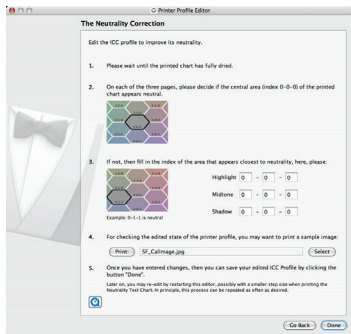 Printer Profile Editor
The Neutrality Correction
Edit the ICC profile to improve its neutrality.
1. Please wait until the printed chart has fully dried.
2. On each of the three pages, please decide if the central area (index 0-0-0) of the printed
chart appears neutral.
3. If not, then fill in the index of the area that appears closest to neutrality, here, please:
Highlight 0 - 0 - 0
Midtone 0 - 0 - 0
Shadow 0 - 0 - 0
Example: 0-1-1 is neutral
4. For checking the edited state of the printer profile, you may want to print a sample image:
Print SF_CalImage.jpg Select
5. Once you have entered changes, then you can save your edited ICC Profile by clicking the
button "Done".
Later on, you may re-edit by restarting this editor, possibly with a smaller step size when printing the
Neutrality Test Chart. In principle, this process can be repeated as often as desired.
Go Back Done